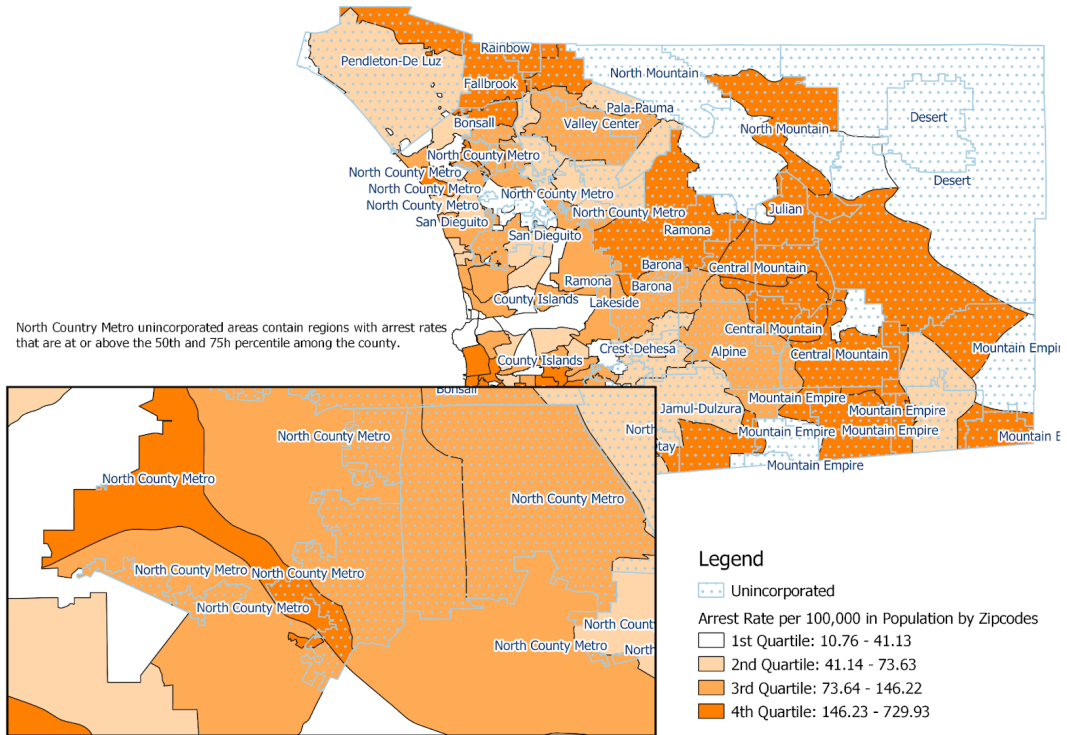 Rainbow
Pendleton-De Luz
North Mountain
Fallbrook
Pala-Pauma
Desert
Bonsall
Valley Center
North Mountain
North County Metro
North County Metro
Desert
North County Metro
North County Metro
North County Metro
North County Metro
Julian
San Dieguito
San Dieguito
Ramona
Barona
Central Mountain
Ramona
Barona
County Islands
Lakeside
North Country Metro unincorporated areas contain regions with arrest rates
that are at or above the 50th and 75h percentile among the county.
Central Mountain
Crest-Dehesa
Alpine
Central Mountain
Mountain Empi
County Islands
Bonsall
Mountain Empire
Jamul-Dulzura
Mountain Empire
North
Mountain Empire
Mountain Empire
Mountain E
tay
Mountain Empire
North County Metro
North County Metro
North County Metro
North County Metro
North County Metro
North County Metro
North Count
North County Metro
North
Legend
Unincorporated
Arrest Rate per 100,000 in Population by Zipcodes
1st Quartile: 10.76 - 41.13
2nd Quartile: 41.14 - 73.63
3rd Quartile: 73.64 - 146.22
4th Quartile: 146.23 - 729.93